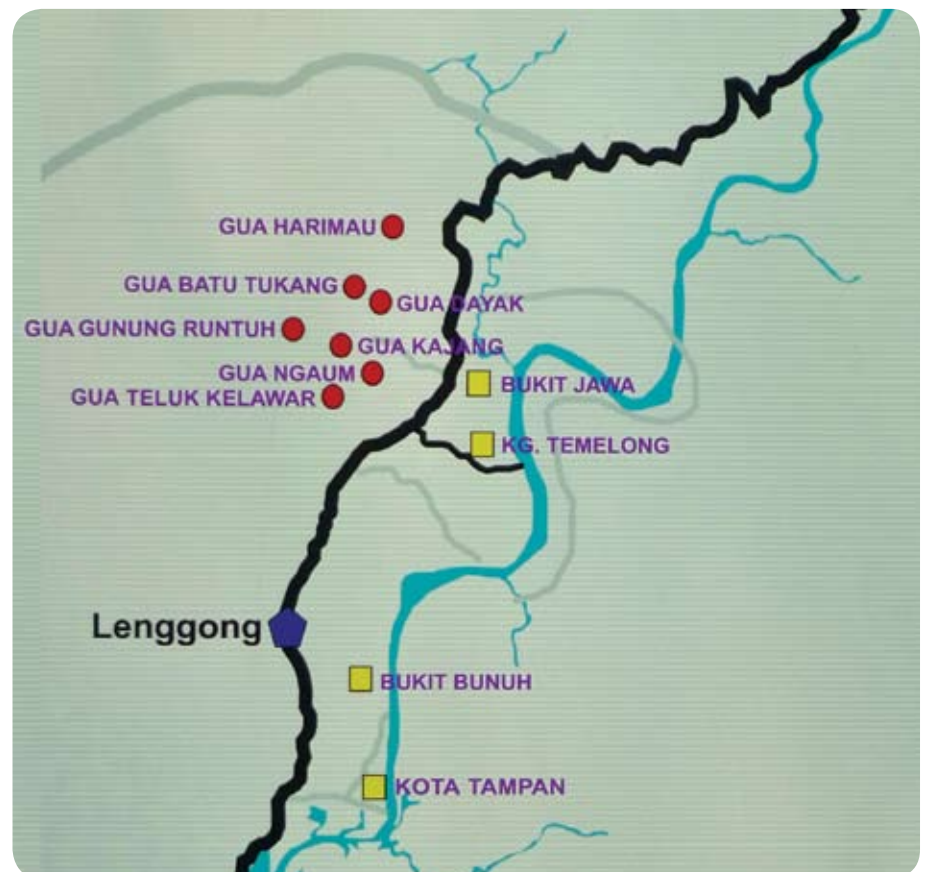 GUA HARIMAU
GUA BATU TUKANG
GUA DAYAK
GUA GUNUNG RUNTUH
GUA KAJANG
GUA NGAUM
BUKIT JAWA
GUA TELUK KELAWAR
KG. TEMELONG
Lenggong
BUKIT BUNUH
KOTA TAMPAN